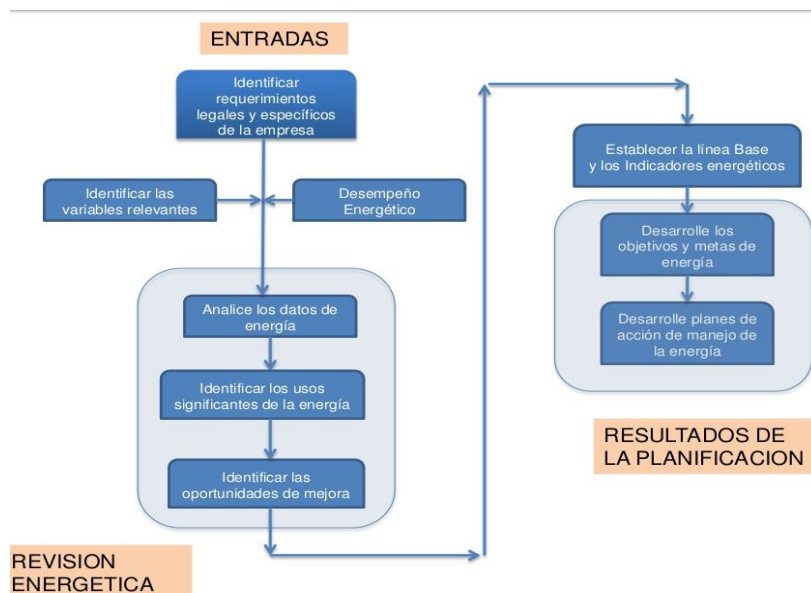 ENTRADAS
Identificar
requerimientos
legales y específicos
de la empresa
Identificar las
variables relevantes
Desempeño
Energético
Analice los datos de
energía
Identificar los usos
significantes de la energía
Identificar las
oportunidades de mejora
REVISION
ENERGETICA
Establecer la línea Base
y los Indicadores energéticos
Desarrolle los
objetivos y metas de
energía
Desarrolle planes de
acción de manejo de
la energía
RESULTADOS DE
LA PLANIFICACION